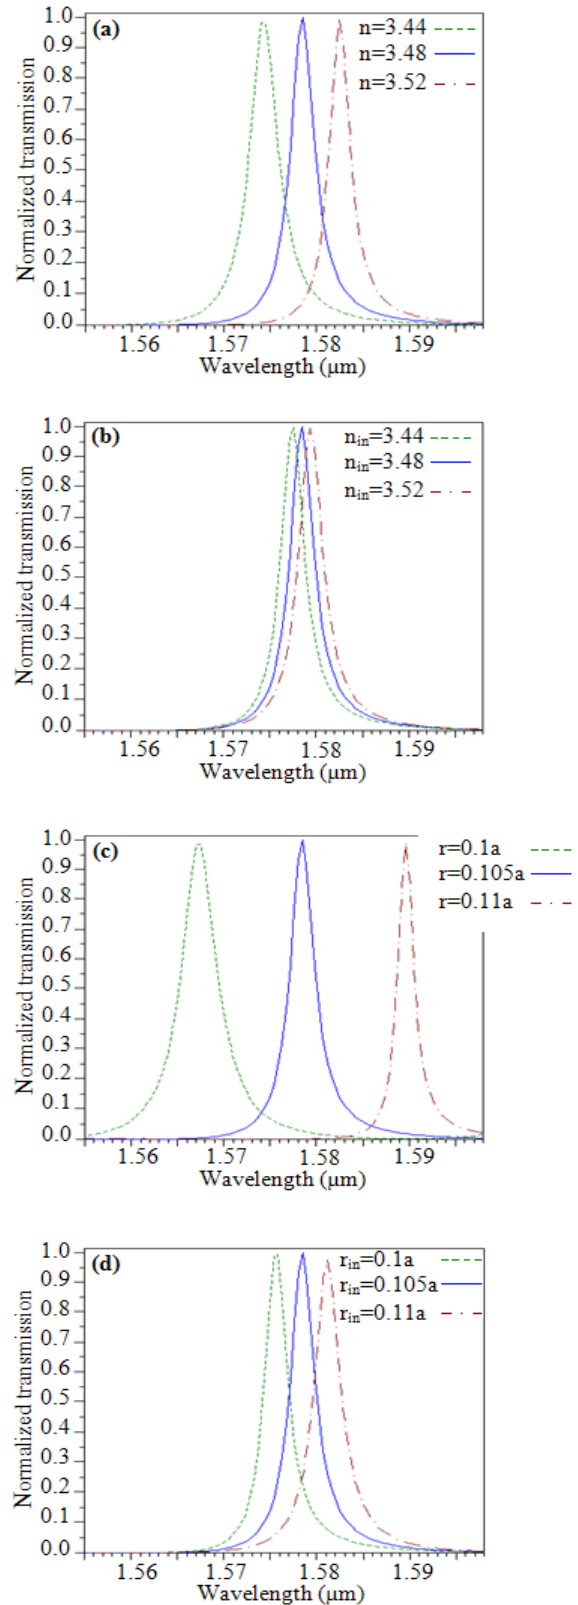 (a)
n=3.44
n=3.48
n=3.52
Normalized transmission
1.0
0.9
0.8
0.7
0.6
0.5
0.4
0.3
0.2
0.1
0.0
1.56 1.57 1.58 1.59
Wavelength (μm)
(b)
nin=3.44
nin=3.48
nin=3.52
Normalized transmission
1.0
0.9
0.8
0.7
0.6
0.5
0.4
0.3
0.2
0.1
0.0
1.56 1.57 1.58 1.59
Wavelength (μm)
(c)
r=0.1a
r=0.105a
r=0.11a
Normalized transmission
1.0
0.9
0.8
0.7
0.6
0.5
0.4
0.3
0.2
0.1
0.0
1.56 1.57 1.58 1.59
Wavelength (μm)
(d)
rin=0.1a
rin=0.105a
rin=0.11a
Normalized transmission
1.0
0.9
0.8
0.7
0.6
0.5
0.4
0.3
0.2
0.1
0.0
1.56 1.57 1.58 1.59
Wavelength (μm)